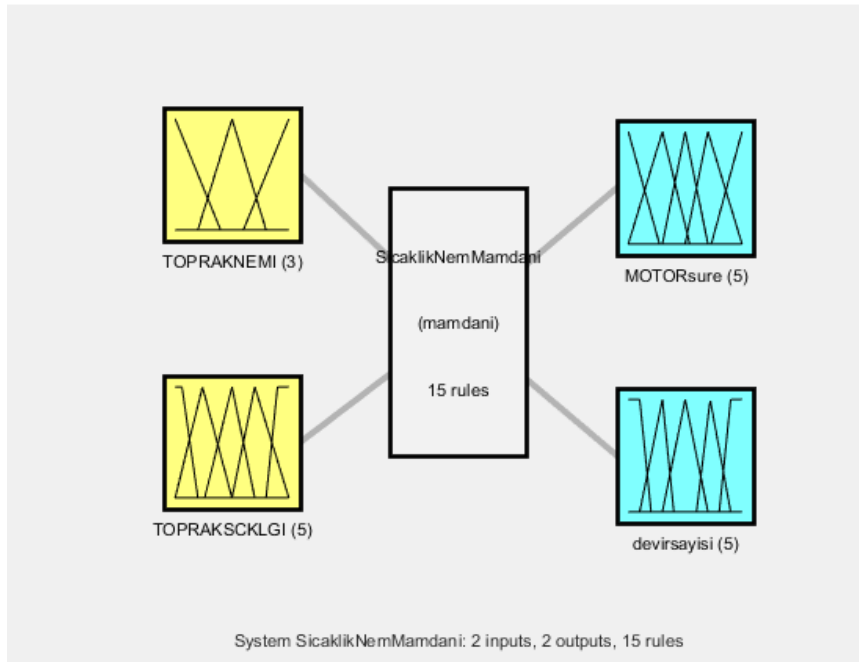 TOPRAKNEMI (3)
SicaklikNemMamdani
MOTORsure (5)
(mamdani)
15 rules
TOPRAKSCKLGI (5)
devirsayisi (5)
System SicaklikNemMamdani: 2 inputs, 2 outputs, 15 rules